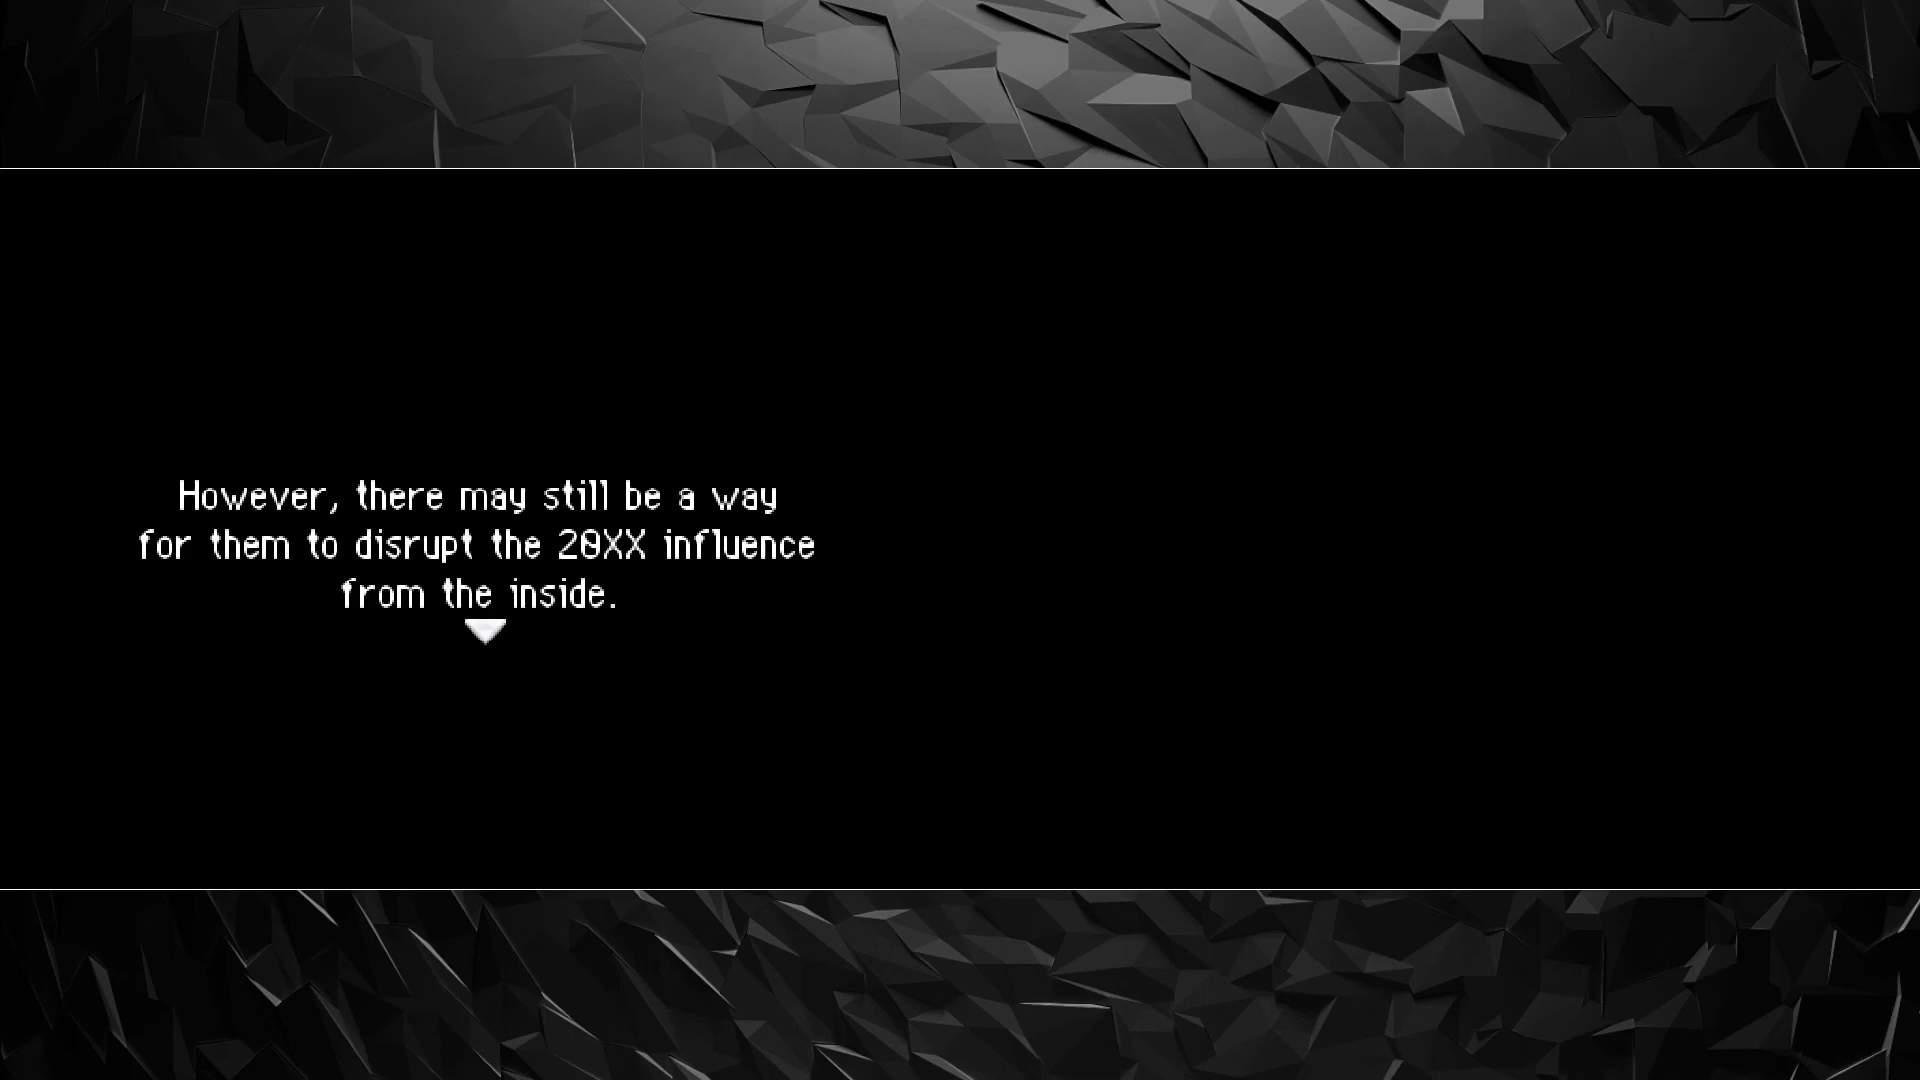 However, there may still be a way
for them to disrupt the 20XX influence
from the inside.